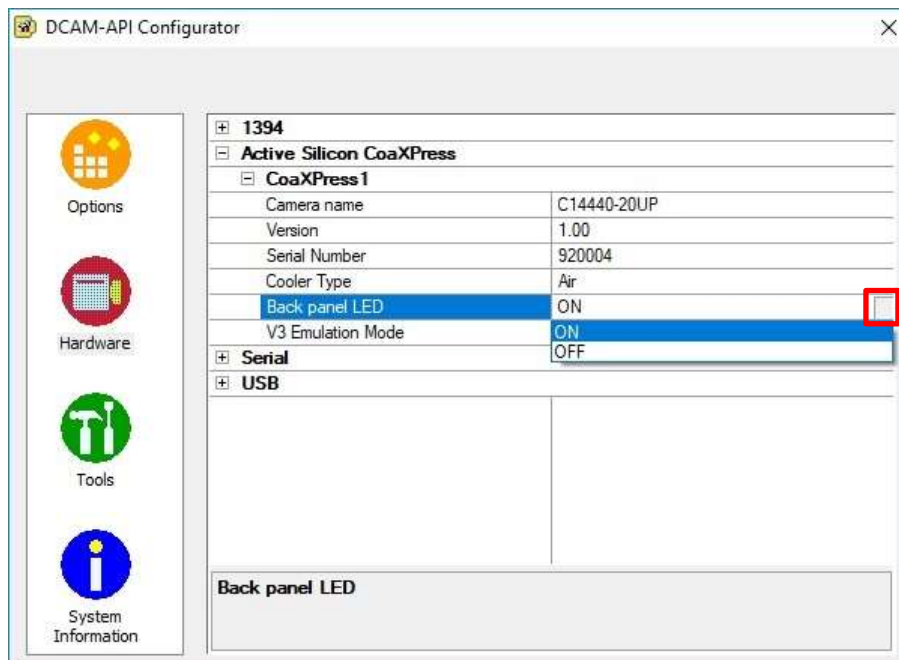 DCAM-API Configurator
Options
Hardware
Tools
System
Information
1394
Active Silicon CoaXPress
CoaXPress1
Camera name C14440-20UP
Version 1.00
Serial Number 920004
Cooler Type Air
Back panel LED ON
V3 Emulation Mode ON
OFF
Serial
USB
Back panel LED